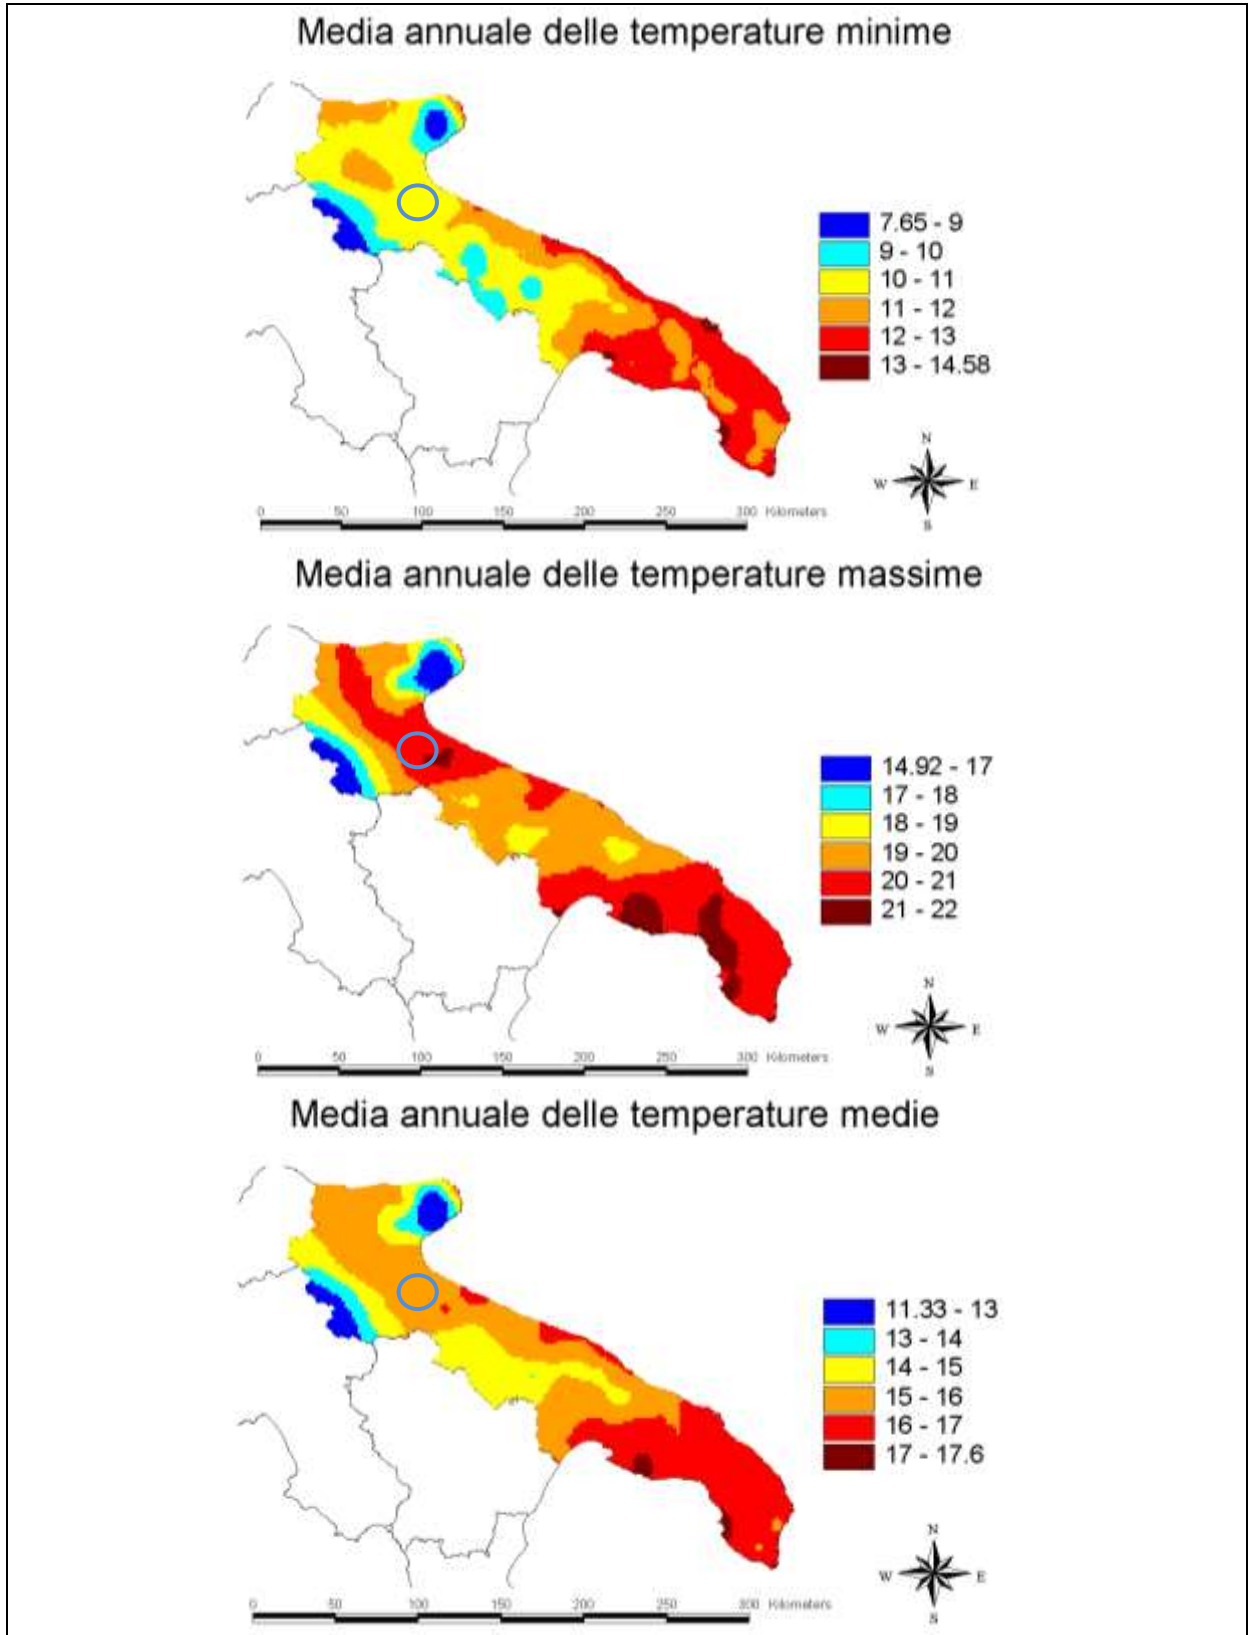 Media annuale delle temperature minime
7.65 - 9
9 - 10
10 - 11
11 - 12
12 - 13
13 - 14.58
N
W E
S
0 50 100 150 200 250 300 Kilometers
Media annuale delle temperature massime
14.92 - 17
17 - 18
18 - 19
19 - 20
20 - 21
21 - 22
N
W E
S
0 50 100 150 200 250 300 Kilometers
Media annuale delle temperature medie
11.33 - 13
13 - 14
14 - 15
15 - 16
16 - 17
17 - 17.6
N
W E
S
0 50 100 150 200 250 300 Kilometers